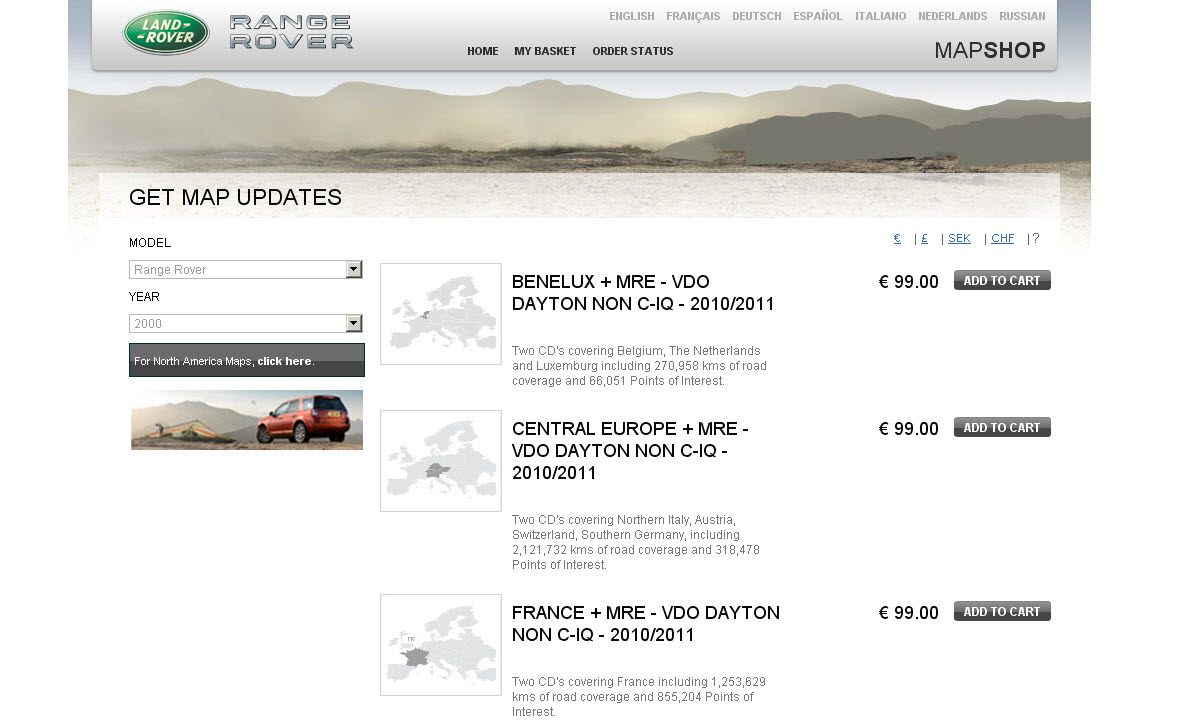 LAND-
-ROVER
RANGE
ROVER
ENGLISH FRANÇAIS DEUTSCH ESPAÑOL ITALIANO NEDERLANDS RUSSIAN
HOME MY BASKET ORDER STATUS
MAPSHOP
GET MAP UPDATES
€ | £ | SEK | CHF | ?
MODEL
Range Rover
YEAR
2000
For North America Maps, click here.
BENELUX + MRE - VDO
DAYTON NON C-IQ - 2010/2011
€ 99.00 ADD TO CART
Two CD's covering Belgium, The Netherlands
and Luxemburg including 270,958 kms of road
coverage and 66,051 Points of Interest.
CENTRAL EUROPE + MRE -
VDO DAYTON NON C-IQ -
2010/2011
€ 99.00 ADD TO CART
Two CD's covering Northern Italy, Austria,
Switzerland, Southern Germany, including
2,121,732 kms of road coverage and 318,478
Points of Interest.
FR
FRANCE + MRE - VDO DAYTON
NON C-IQ - 2010/2011
€ 99.00 ADD TO CART
Two CD's covering France including 1,253,629
kms of road coverage and 855,204 Points of
Interest.